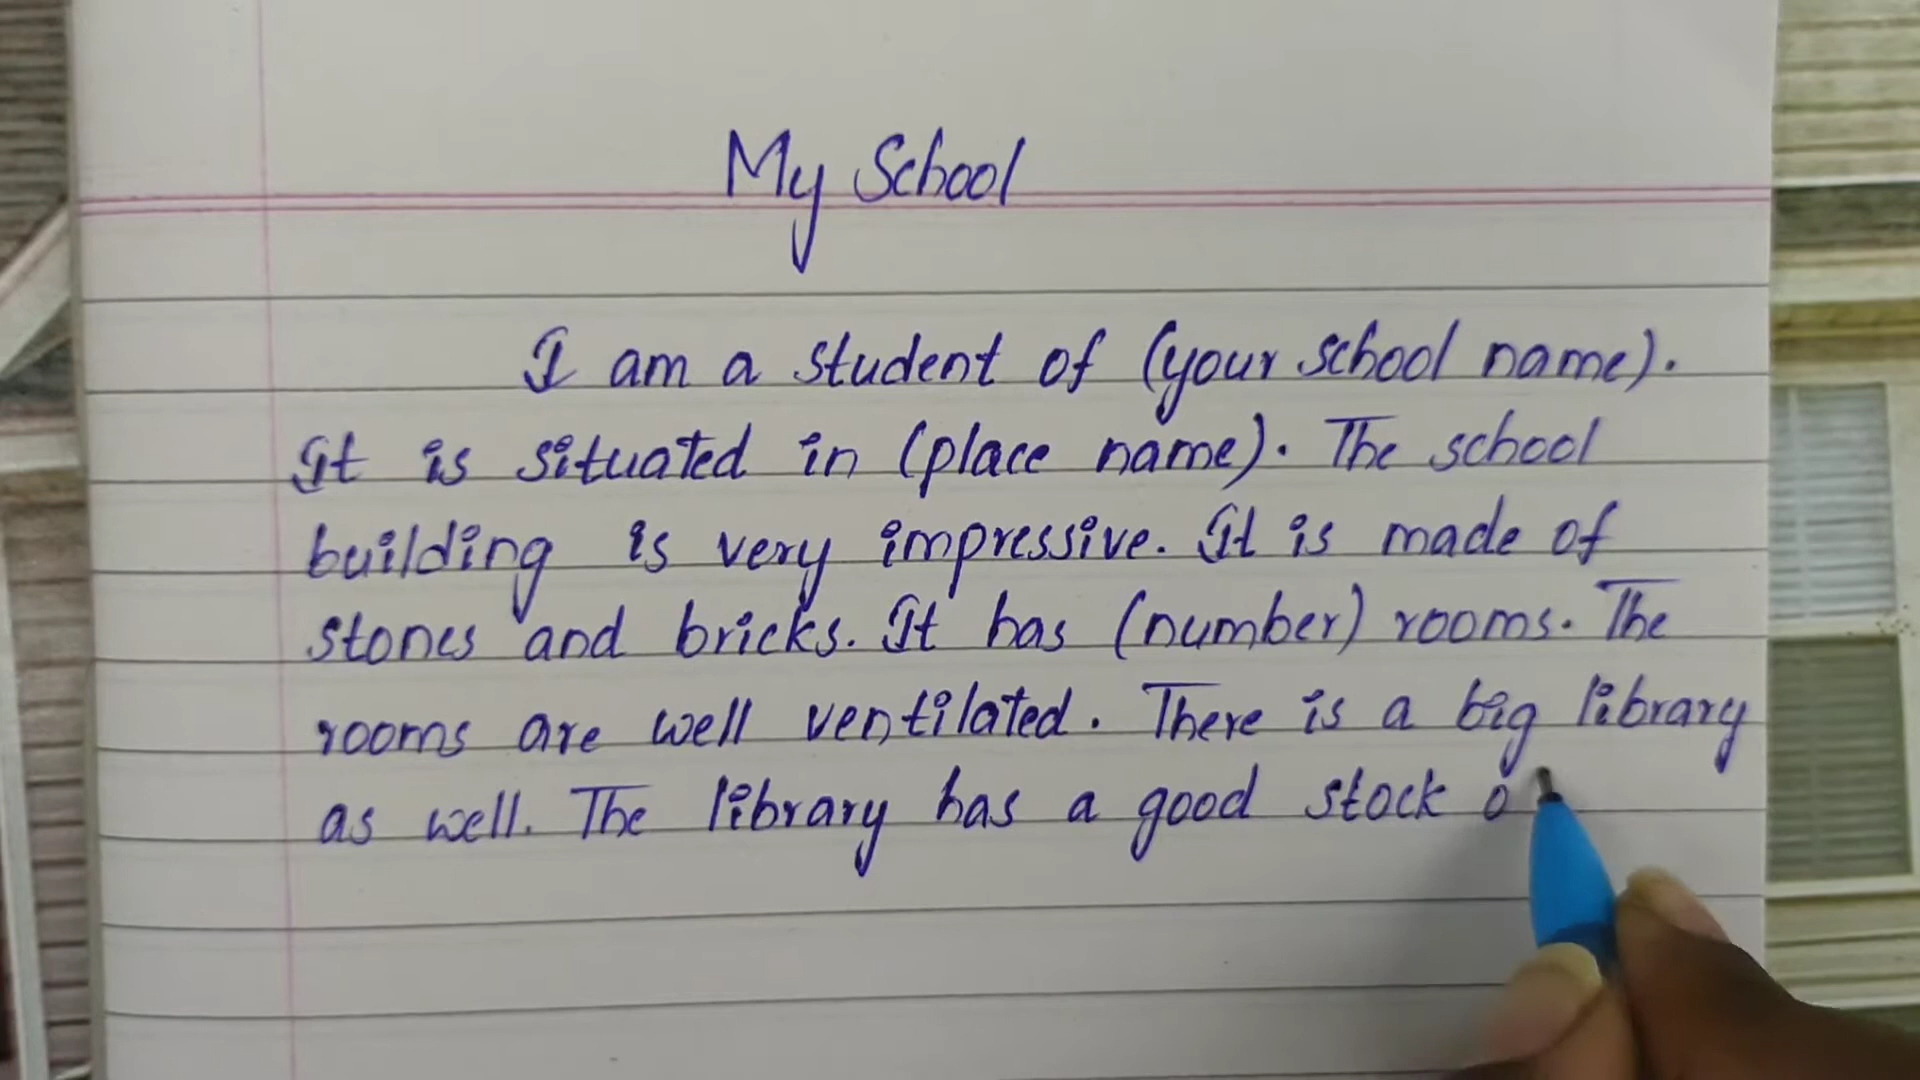 My School
I am a student of (your school name).
It is situated in (place name). The school
building is very impressive. It is made of
stones and bricks. It has (number) rooms. The
rooms are well ventilated. There is a big library
as well. The library has a good stock o